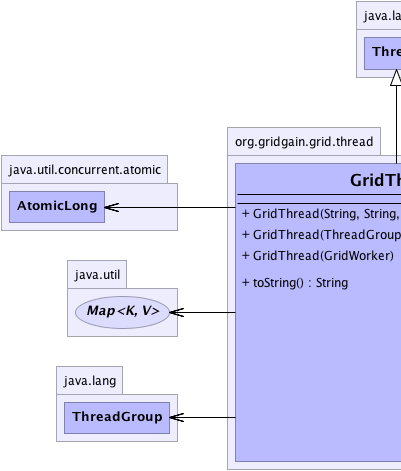 java.la
Thre
org.gridgain.grid.thread
java.util.concurrent.atomic
GridTh
AtomicLong
+ GridThread(String, String,
+ GridThread(ThreadGroup
+ GridThread(GridWorker)
java.util
+ toString() : String
Map<K, V>
java.lang
ThreadGroup